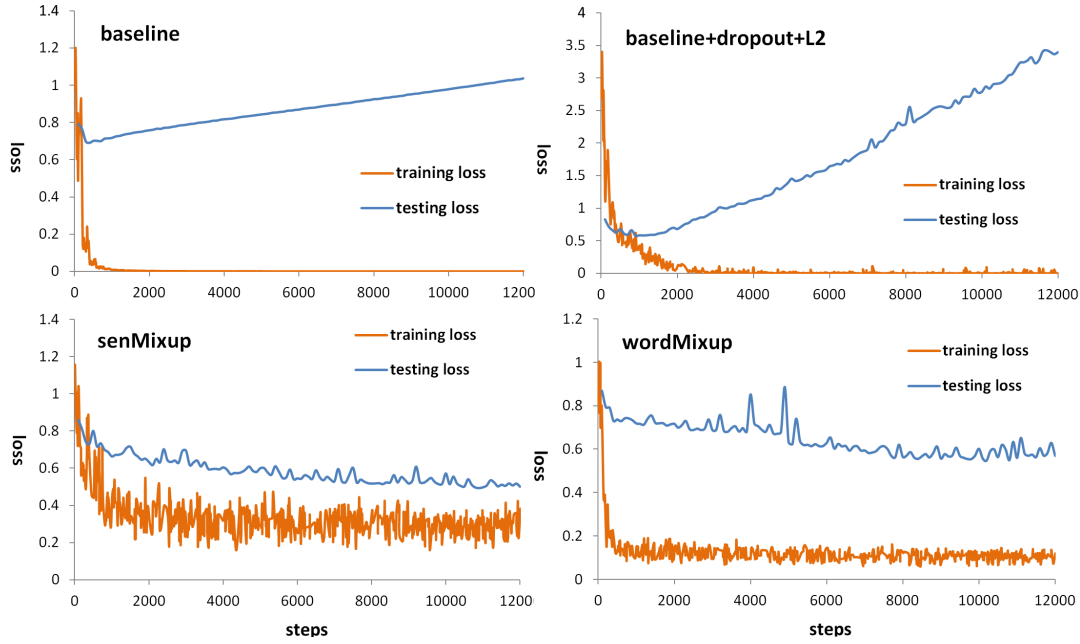 baseline
1.4
1.2
1
0.8
0.6
0.4
0.2
0
loss
training loss
testing loss
0 2000 4000 6000 8000 10000 1200
baseline+dropout+L2
4
3.5
3
2.5
2
1.5
1
0.5
0
loss
training loss
testing loss
0 2000 4000 6000 8000 10000 12000
senMixup
1.4
1.2
1
0.8
0.6
0.4
0.2
0
loss
training loss
testing loss
0 2000 4000 6000 8000 10000 1200
steps
wordMixup
1.2
1
0.8
0.6
0.4
0.2
0
loss
training loss
testing loss
0 2000 4000 6000 8000 10000 12000
steps